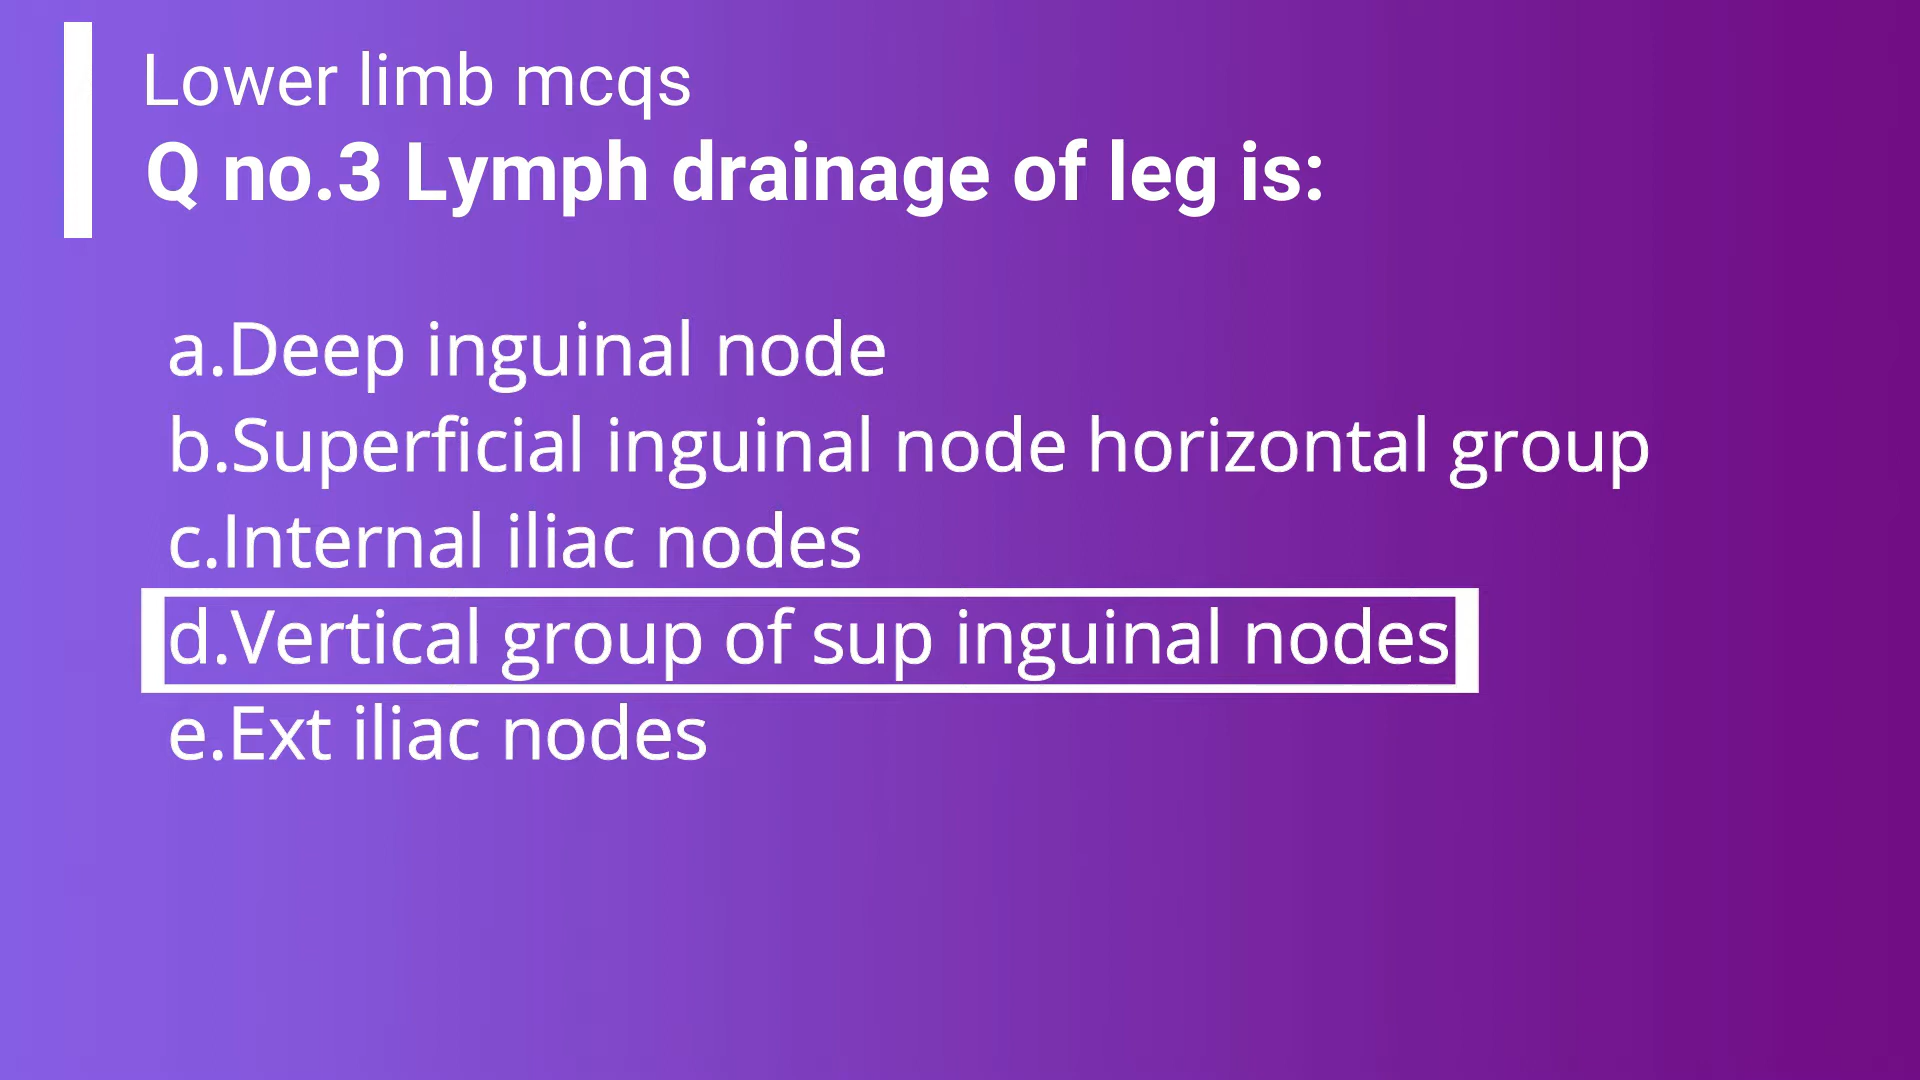 Lower limb mcqs
Q no.3 Lymph drainage of leg is:
a.Deep inguinal node
b.Superficial inguinal node horizontal group
c.Internal iliac nodes
d.Vertical group of sup inguinal nodes
e.Ext iliac nodes